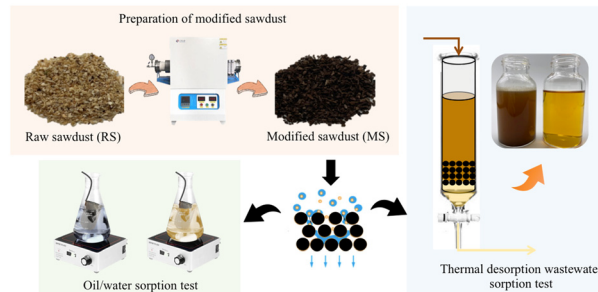 Preparation of modified sawdust
Raw sawdust (RS)
Modified sawdust (MS)
Oil/water sorption test
Thermal desorption wastewate
sorption test